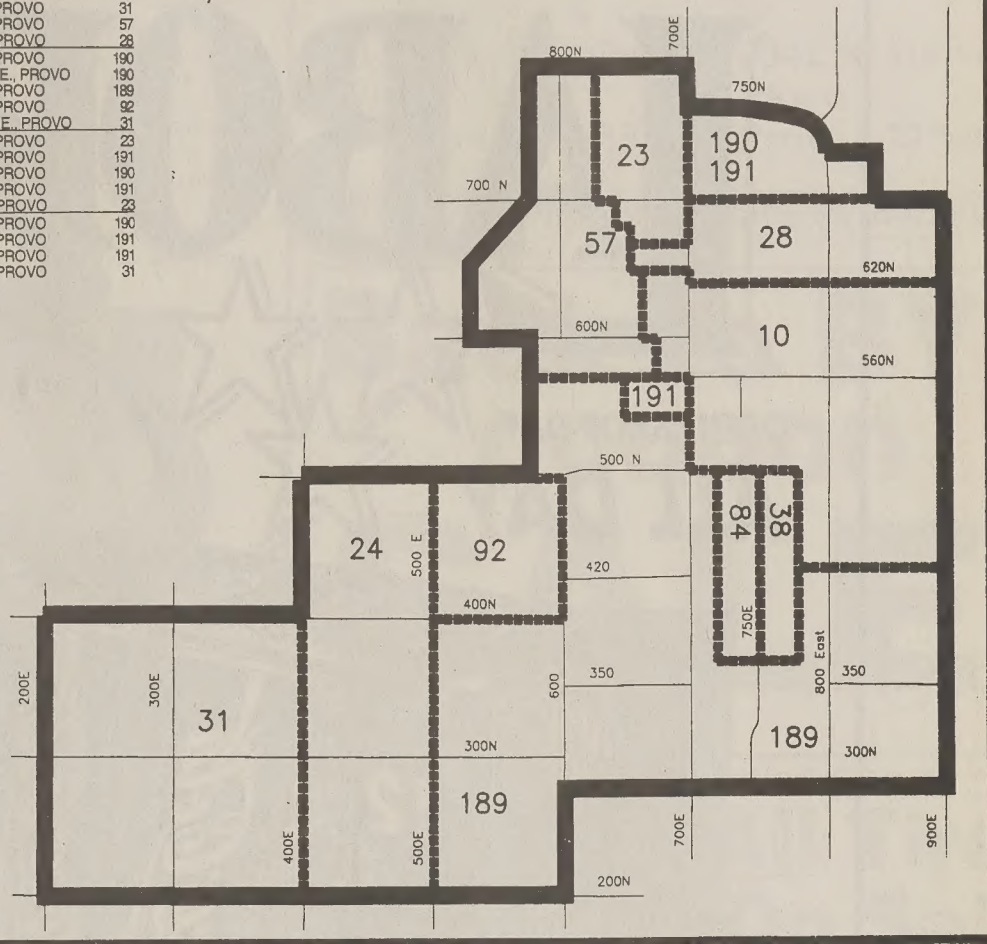 PROVO 31
PROVO 57
PROVO 28
PROVO 190
E., PROVO 190
PROVO 189
PROVO 92
E., PROVO 31
PROVO 23
PROVO 191
PROVO 190
PROVO 191
PROVO 23
PROVO 190
PROVO 191
PROVO 191
PROVO 31
700E
800N
750N
23
190
191
700 N
57
28
620N
600N
10
560N
191
500 N
24
500 E
92
84
38
420
400N
750E
200E
300E
600
350
800 East
350
31
189
300N
300N
189
400E
500E
700E
900E
200N